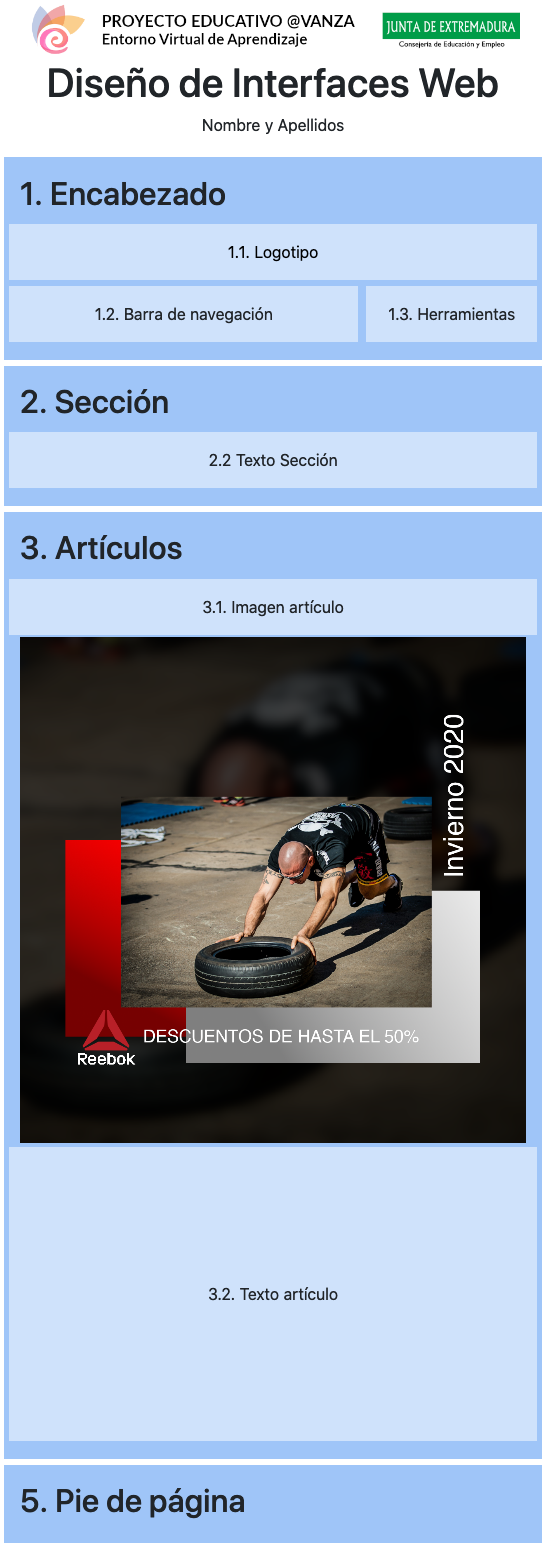 PROYECTO EDUCATIVO @VANZA
Entorno Virtual de Aprendizaje
JUNTA DE EXTREMADURA
Consejería de Educación y Empleo
Diseño de Interfaces Web
Nombre y Apellidos
1. Encabezado
1.1. Logotipo
1.2. Barra de navegación
1.3. Herramientas
2. Sección
2.2 Texto Sección
3. Artículos
3.1. Imagen artículo
Invierno 2020
DESCUENTOS DE HASTA EL 50%
Reebok
3.2. Texto artículo
5. Pie de página